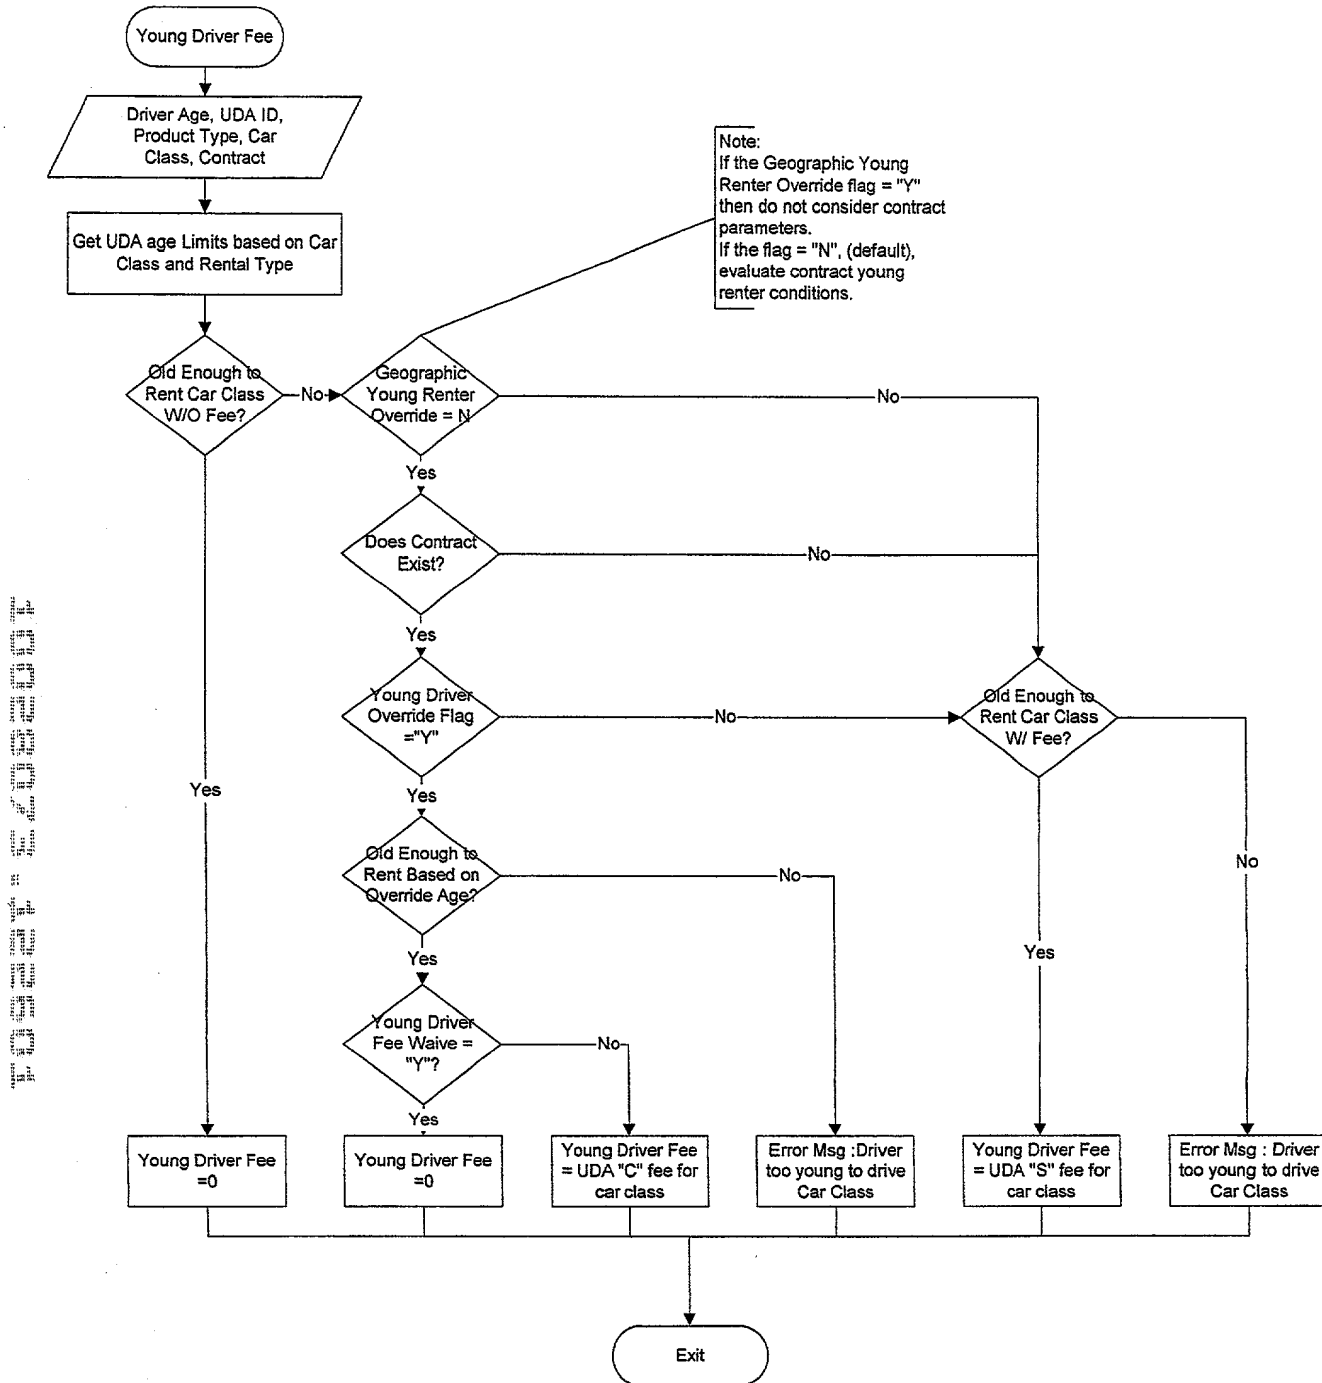 Young Driver Fee
Driver Age, UDA ID,
Product Type, Car
Class, Contract
Get UDA age Limits based on Car
Class and Rental Type
Note:
If the Geographic Young
Renter Override flag = "Y"
then do not consider contract
parameters.
If the flag = "N", (default),
evaluate contract young
renter conditions.
Old Enough to
Rent Car Class
W/O Fee?
No
Geographic
Young Renter
Override = N
No
Yes
Does Contract
Exist?
No
Yes
Young Driver
Override Flag
="Y"
No
Old Enough to
Rent Car Class
W/ Fee?
Yes
Yes
Old Enough to
Rent Based on
Override Age?
No
No
Yes
Yes
Young Driver
Fee Waive =
"Y"?
No
Yes
Young Driver Fee
=0
Young Driver Fee
=0
Young Driver Fee
= UDA "C" fee for
car class
Error Msg :Driver
too young to drive
Car Class
Young Driver Fee
= UDA "S" fee for
car class
Error Msg : Driver
too young to drive
Car Class
Exit